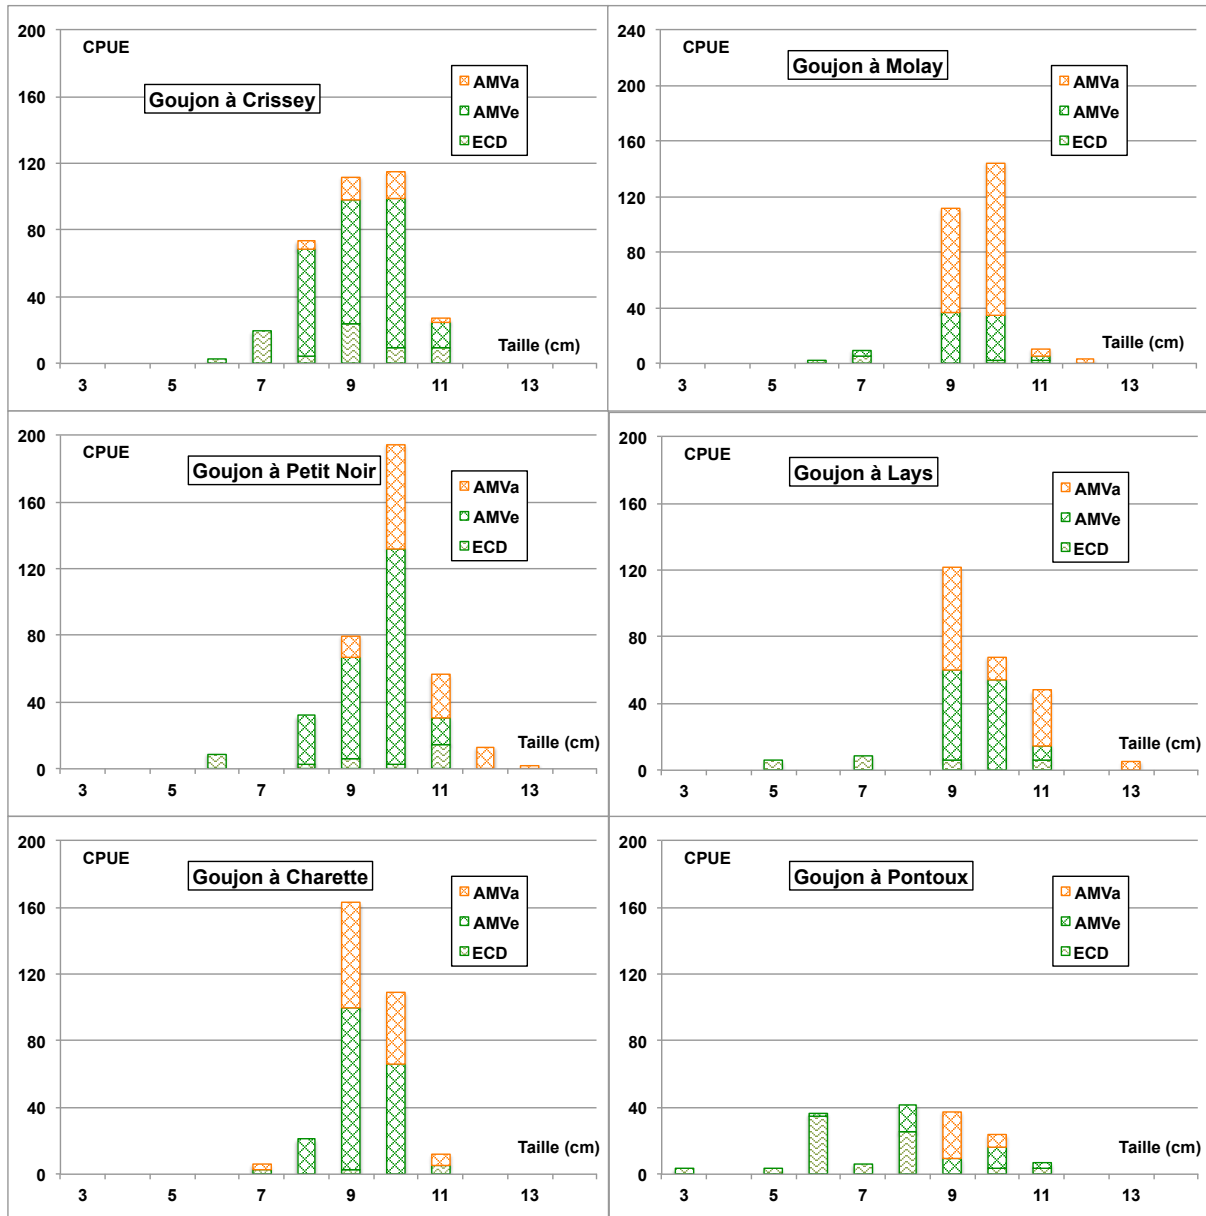 200
CPUE
Goujon à Crissey
AMVa
AMVe
ECD
160
120
80
40
0
Taille (cm)
3 5 7 9 11 13
240
CPUE
Goujon à Molay
AMVa
AMVe
ECD
200
160
120
80
40
0
Taille (cm)
3 5 7 9 11 13
200
CPUE
Goujon à Petit Noir
AMVa
AMVe
ECD
160
120
80
40
0
Taille (cm)
3 5 7 9 11 13
200
CPUE
Goujon à Lays
AMVa
AMVe
ECD
160
120
80
40
0
Taille (cm)
3 5 7 9 11 13
200
CPUE
Goujon à Charette
AMVa
AMVe
ECD
160
120
80
40
0
Taille (cm)
3 5 7 9 11 13
200
CPUE
Goujon à Pontoux
AMVa
AMVe
ECD
160
120
80
40
0
Taille (cm)
3 5 7 9 11 13